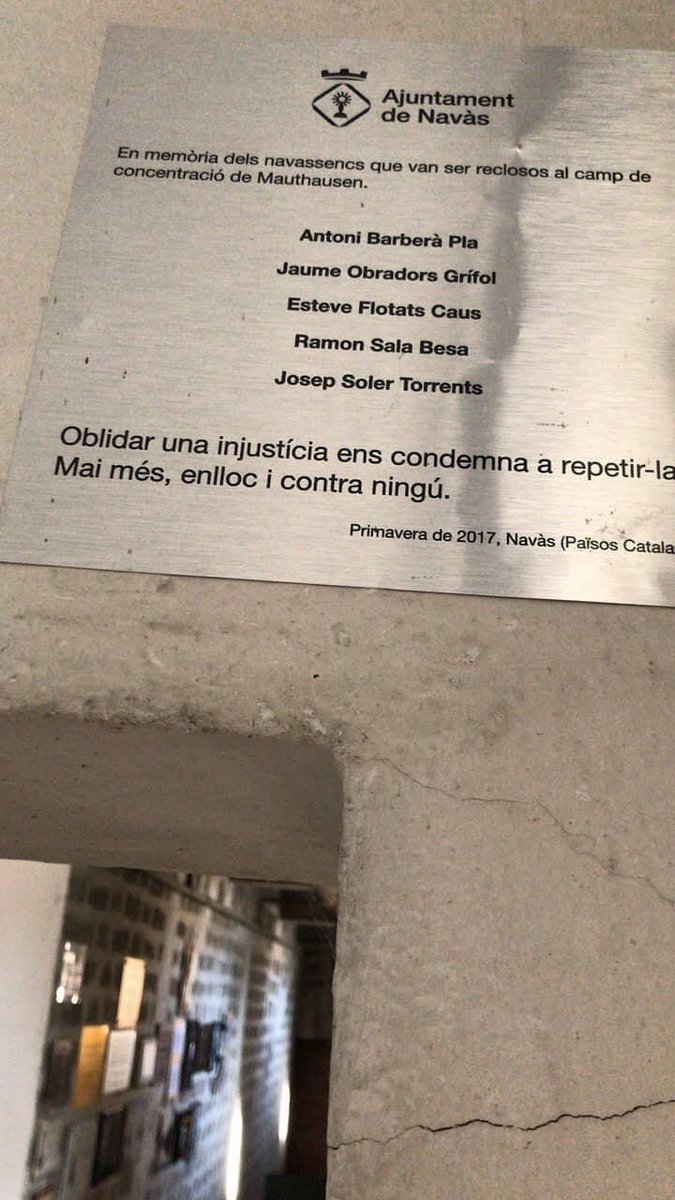 Ajuntament
de Navàs
En memòria dels navassencs que van ser reclosos al camp de
concentració de Mauthausen.
Antoni Barberà Pla
Jaume Obradors Grífol
Esteve Flotats Caus
Ramon Sala Besa
Josep Soler Torrents
Oblidar una injustícia ens condemna a repetir-la
Mai més, enlloc i contra ningú.
Primavera de 2017, Navàs (Països Catala